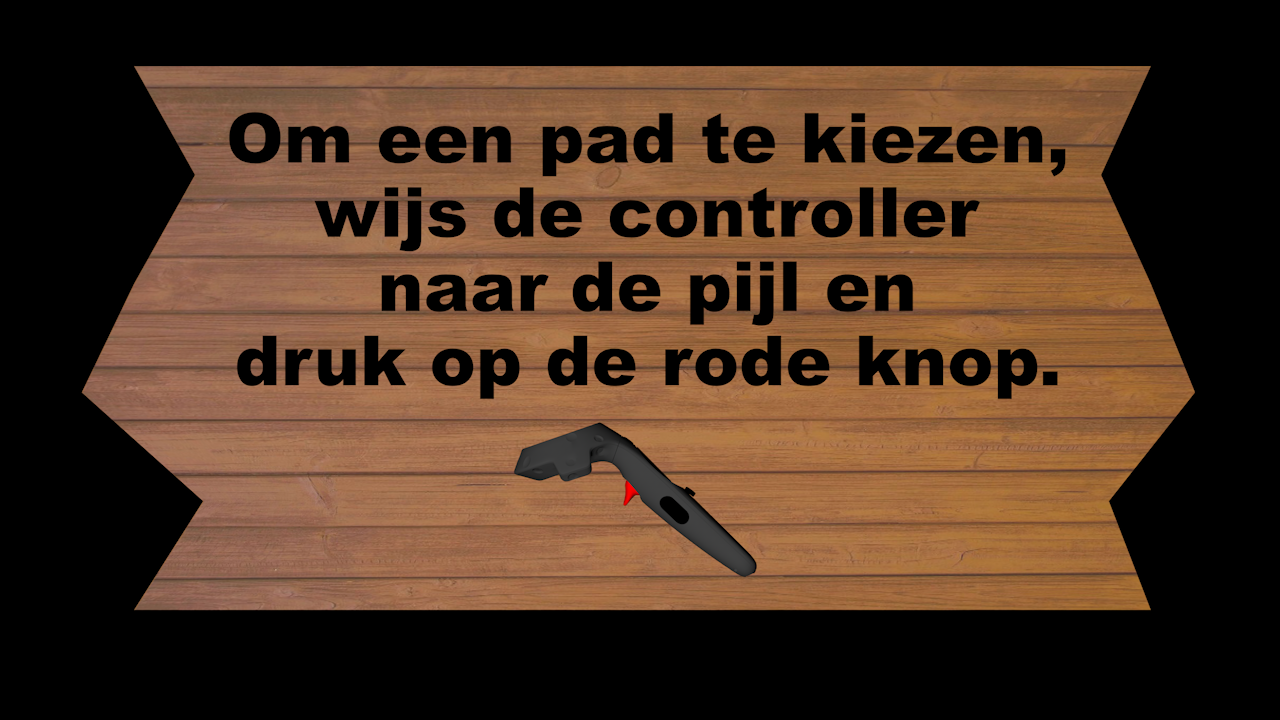 Om een pad te kiezen,
wijs de controller
naar de pijl en
druk op de rode knop.